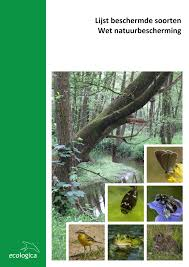 Lijst beschermde soorten
Wet natuurbescherming
ecologica